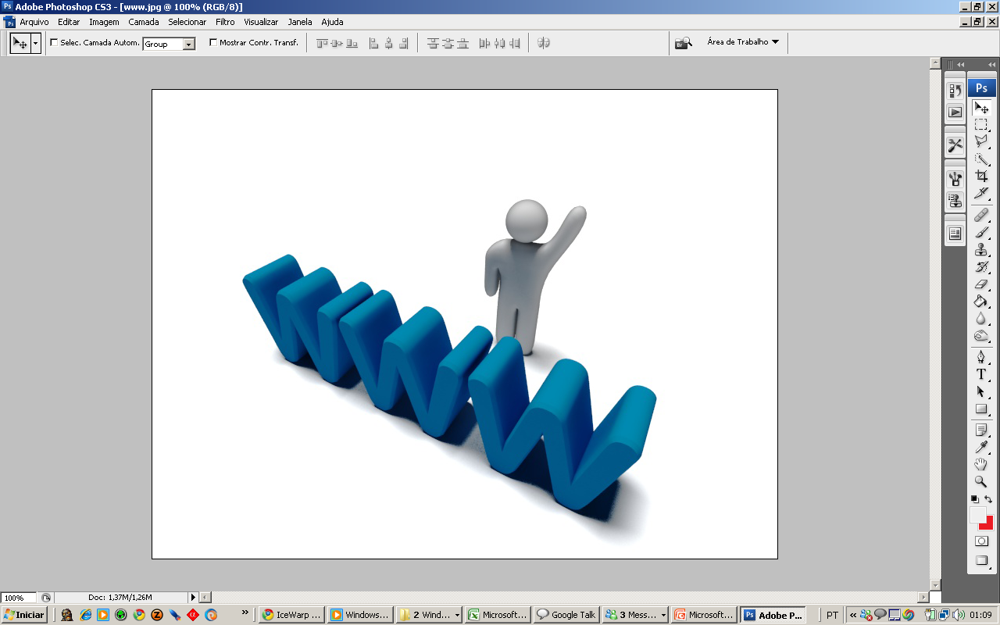 Adobe Photoshop CS3 - [www.jpg @ 100% (RGB/8)]
Arquivo Editar Imagem Camada Selecionar Filtro Visualizar Janela Ajuda
Selec. Camada Autom. Group Mostrar Contr. Transf. Br Área de Trabalho
Ps
WWW
100% Doc: 1,37M/1,26M
Iniciar » IceWarp ... Windows... 2 Wind... Microsoft... Google Talk 3 Mess... Microsoft... Adobe P... PT « 01:09